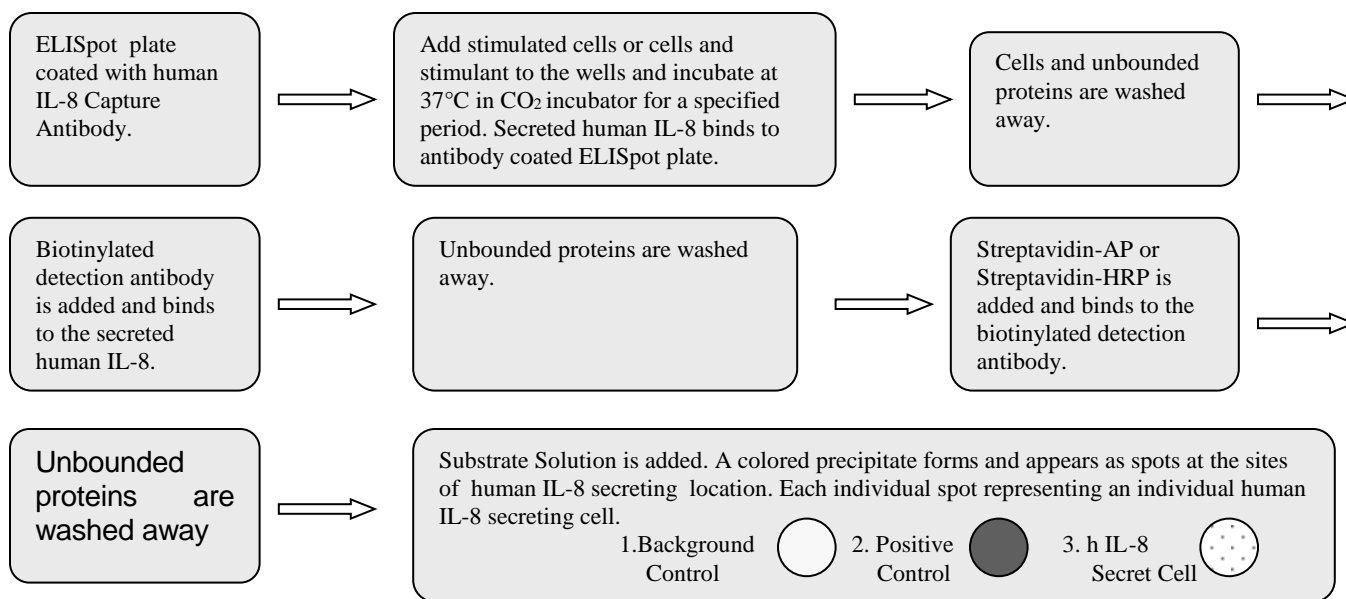 ELISpot plate
coated with human
IL-8 Capture
Antibody.
Add stimulated cells or cells and
stimulant to the wells and incubate at
37°C in CO₂ incubator for a specified
period. Secreted human IL-8 binds to
antibody coated ELISpot plate.
Cells and unbounded
proteins are washed
away.
Biotinylated
detection antibody
is added and binds
to the secreted
human IL-8.
Unbounded proteins are washed
away.
Streptavidin-AP or
Streptavidin-HRP is
added and binds to the
biotinylated detection
antibody.
Unbounded
proteins are
washed away
Substrate Solution is added. A colored precipitate forms and appears as spots at the sites
of human IL-8 secreting location. Each individual spot representing an individual human
IL-8 secreting cell.
1.Background
Control
2. Positive
Control
3. h IL-8
Secret Cell